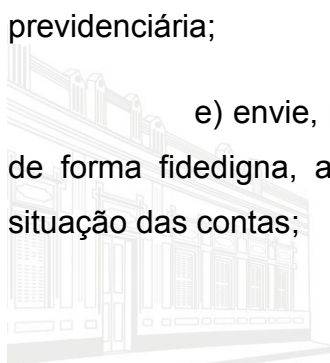 previdenciária;
e) envie,
de forma fidedigna, a
situação das contas;